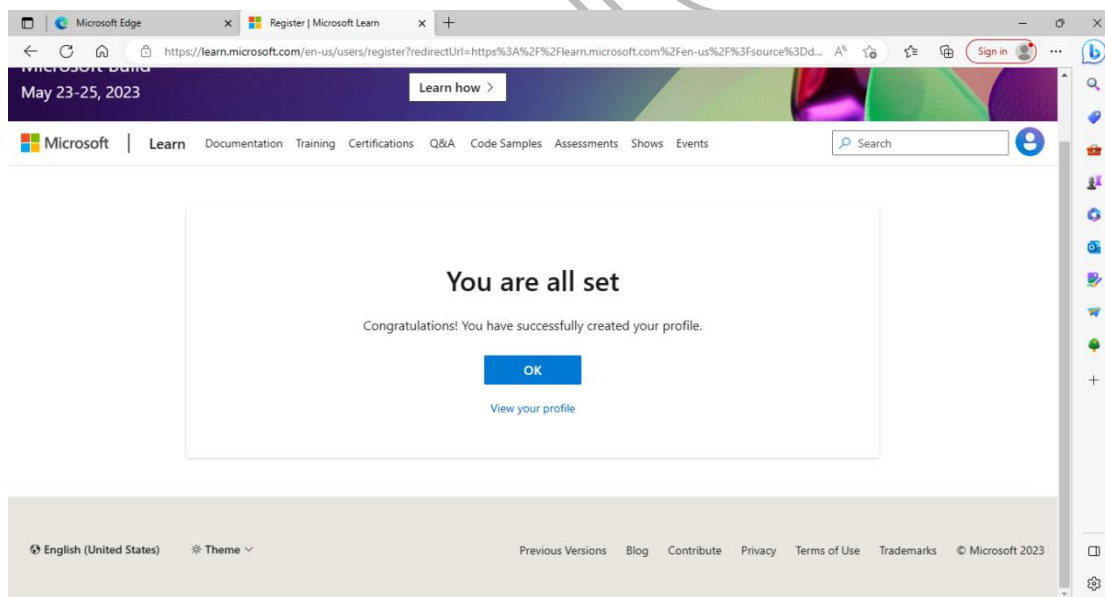 Microsoft Edge
Register | Microsoft Learn
https://learn.microsoft.com/en-us/users/register?redirectUrl=https%3A%2F%2Flearn.microsoft.com%2Fen-us%2F%3Fsource%3Dd...
Sign in
Microsoft Build
May 23-25, 2023
Learn how >
Microsoft | Learn Documentation Training Certifications Q&A Code Samples Assessments Shows Events Search
You are all set
Congratulations! You have successfully created your profile.
OK
View your profile
English (United States) Theme Previous Versions Blog Contribute Privacy Terms of Use Trademarks © Microsoft 2023